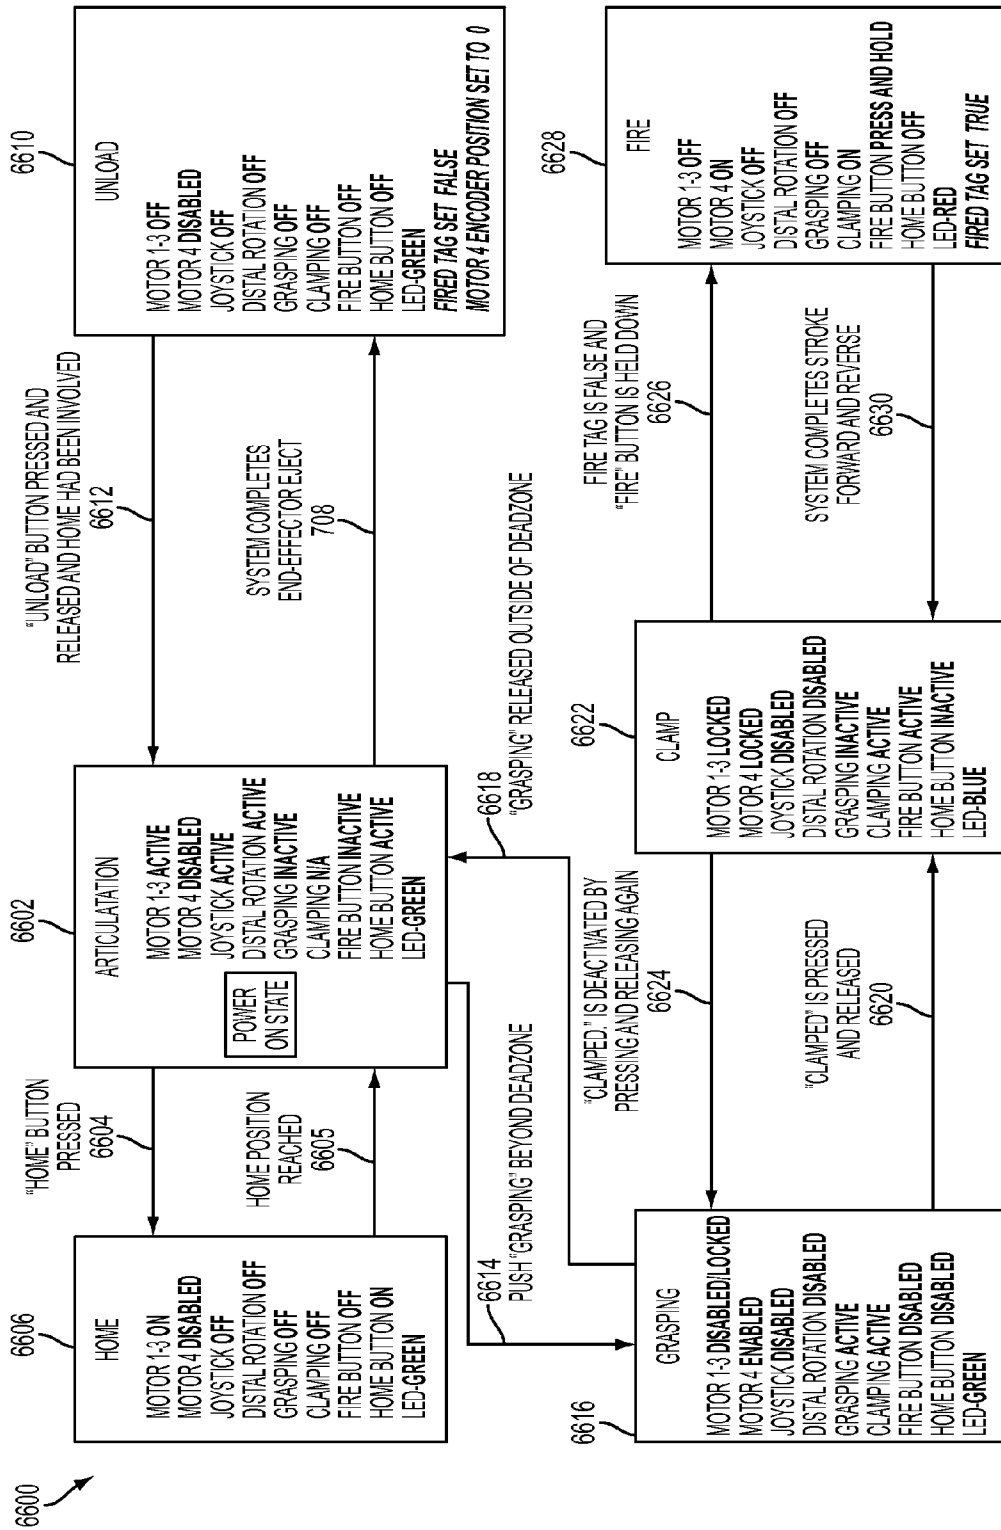 6600
6606
HOME
MOTOR 1-3 ON
MOTOR 4 DISABLED
JOYSTICK OFF
DISTAL ROTATION OFF
GRASPING OFF
CLAMPING OFF
FIRE BUTTON OFF
HOME BUTTON ON
LED-GREEN
"HOME" BUTTON
PRESSED
6604
HOME POSITION
REACHED
6605
6602
ARTICULATATION
POWER
ON STATE
MOTOR 1-3 ACTIVE
MOTOR 4 DISABLED
JOYSTICK ACTIVE
DISTAL ROTATION ACTIVE
GRASPING INACTIVE
CLAMPING N/A
FIRE BUTTON INACTIVE
HOME BUTTON ACTIVE
LED-GREEN
"UNLOAD" BUTTON PRESSED AND
RELEASED AND HOME HAD BEEN INVOLVED
6612
SYSTEM COMPLETES
END-EFFECTOR EJECT
708
6610
UNLOAD
MOTOR 1-3 OFF
MOTOR 4 DISABLED
JOYSTICK OFF
DISTAL ROTATION OFF
GRASPING OFF
CLAMPING OFF
FIRE BUTTON OFF
HOME BUTTON OFF
LED-GREEN
FIRED TAG SET FALSE
MOTOR 4 ENCODER POSITION SET TO 0
6614
PUSH "GRASPING" BEYOND DEADZONE
6618
"GRASPING" RELEASED OUTSIDE OF DEADZONE
6616
GRASPING
MOTOR 1-3 DISABLED/LOCKED
MOTOR 4 ENABLED
JOYSTICK DISABLED
DISTAL ROTATION DISABLED
GRASPING ACTIVE
CLAMPING ACTIVE
FIRE BUTTON DISABLED
HOME BUTTON DISABLED
LED-GREEN
"CLAMPED." IS DEACTIVATED BY
PRESSING AND RELEASING AGAIN
6624
"CLAMPED" IS PRESSED
AND RELEASED
6620
6622
CLAMP
MOTOR 1-3 LOCKED
MOTOR 4 LOCKED
JOYSTICK DISABLED
DISTAL ROTATION DISABLED
GRASPING INACTIVE
CLAMPING ACTIVE
FIRE BUTTON ACTIVE
HOME BUTTON INACTIVE
LED-BLUE
FIRE TAG IS FALSE AND
"FIRE" BUTTON IS HELD DOWN
6626
SYSTEM COMPLETES STROKE
FORWARD AND REVERSE
6630
6628
FIRE
MOTOR 1-3 OFF
MOTOR 4 ON
JOYSTICK OFF
DISTAL ROTATION OFF
GRASPING OFF
CLAMPING ON
FIRE BUTTON PRESS AND HOLD
HOME BUTTON OFF
LED-RED
FIRED TAG SET TRUE